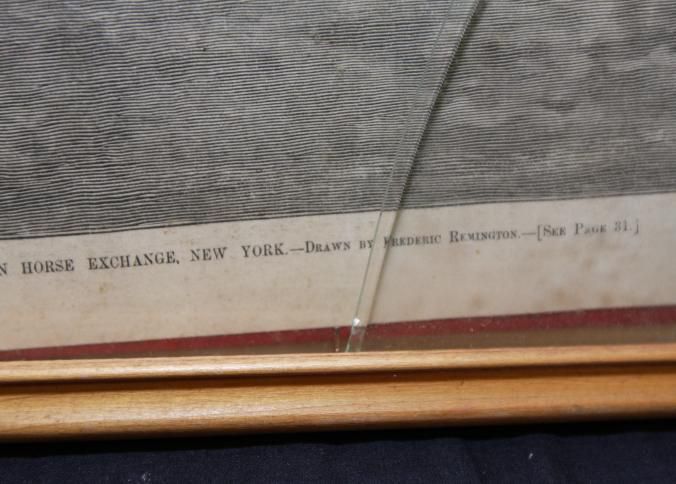 N HORSE EXCHANGE, NEW YORK.—DRAWN BY FREDERIC REMINGTON.—[SEE PAGE 31.]